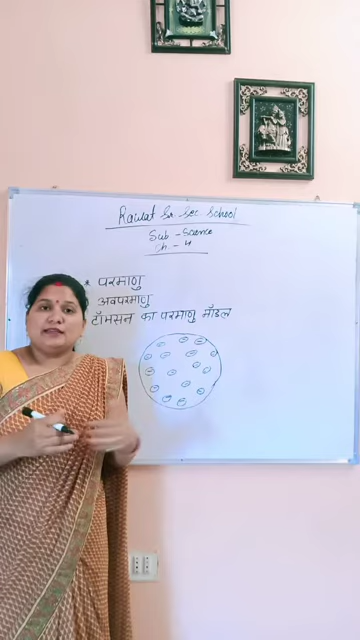 Rawat Sr. Sec School
Sub - Science
Ch. - 4
* परमाणु
अवपरमाणु
टॉमसन का परमाणु मॉडल